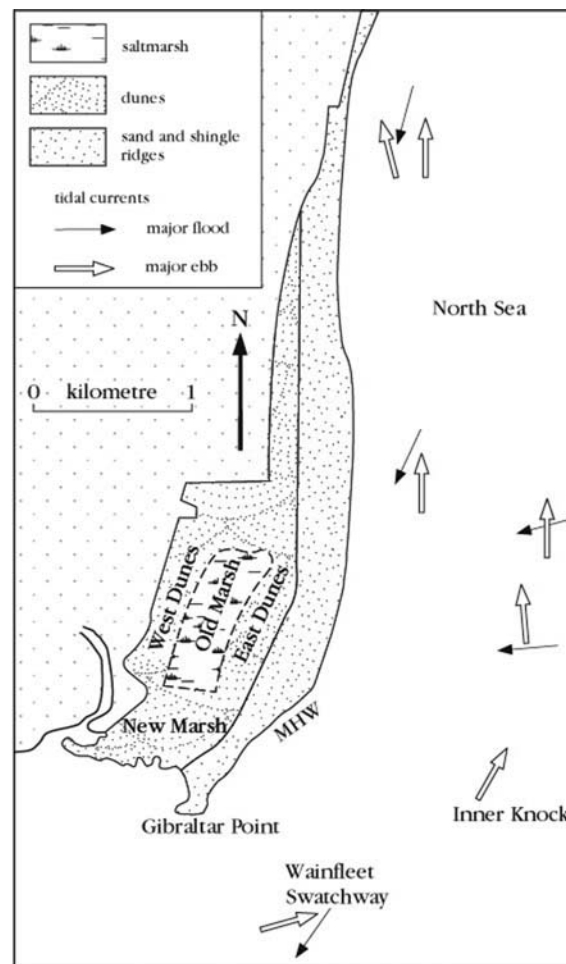 saltmarsh
dunes
sand and shingle
ridges
tidal currents
major flood
major ebb
N
North Sea
0 kilometre 1
West Dunes
Old Marsh
East Dunes
New Marsh
MHW
Gibraltar Point
Inner Knock
Wainfleet
Swatchway